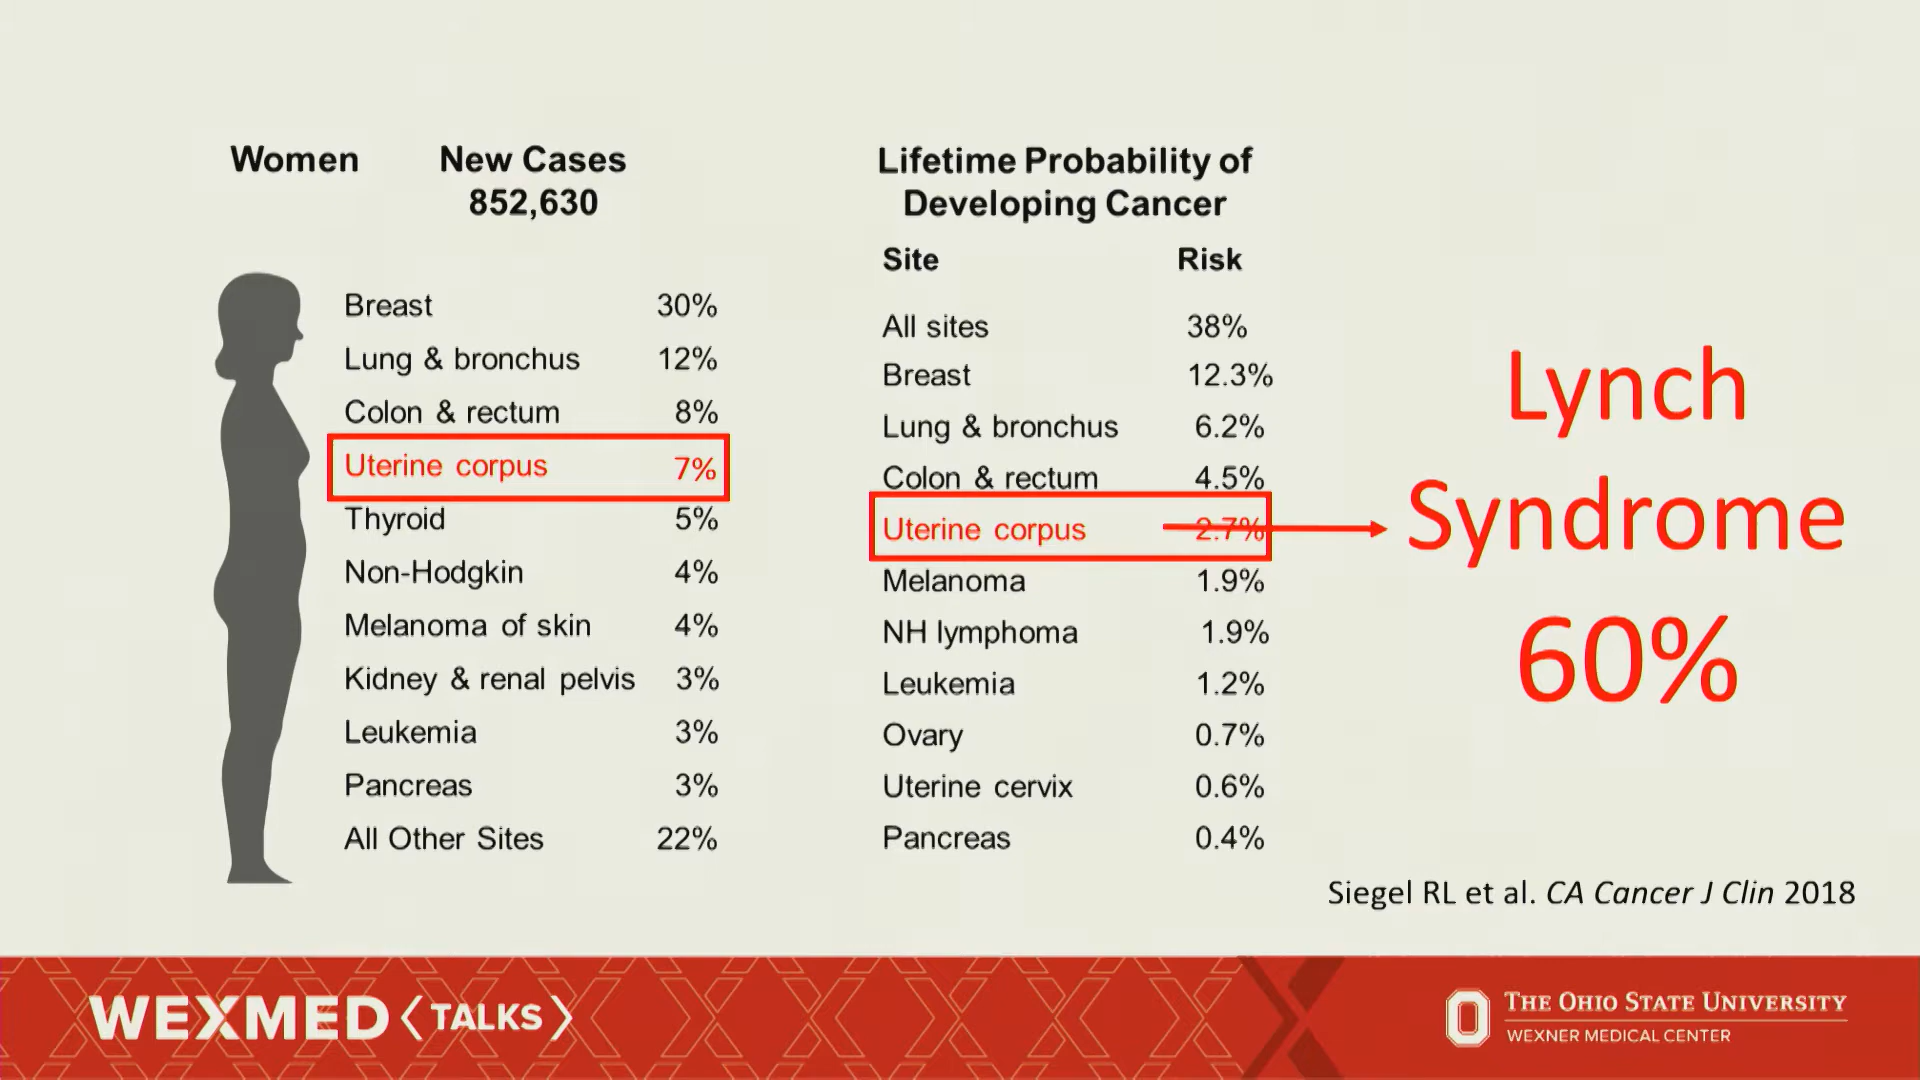 Women
New Cases
852,630
Breast 30%
Lung & bronchus 12%
Colon & rectum 8%
Uterine corpus 7%
Thyroid 5%
Non-Hodgkin 4%
Melanoma of skin 4%
Kidney & renal pelvis 3%
Leukemia 3%
Pancreas 3%
All Other Sites 22%
Lifetime Probability of
Developing Cancer
Site Risk
All sites 38%
Breast 12.3%
Lung & bronchus 6.2%
Colon & rectum 4.5%
Uterine corpus 2.7%
Melanoma 1.9%
NH lymphoma 1.9%
Leukemia 1.2%
Ovary 0.7%
Uterine cervix 0.6%
Pancreas 0.4%
Lynch
Syndrome
60%
Siegel RL et al. CA Cancer J Clin 2018
WEXMED <TALKS>
THE OHIO STATE UNIVERSITY
WEXNER MEDICAL CENTER